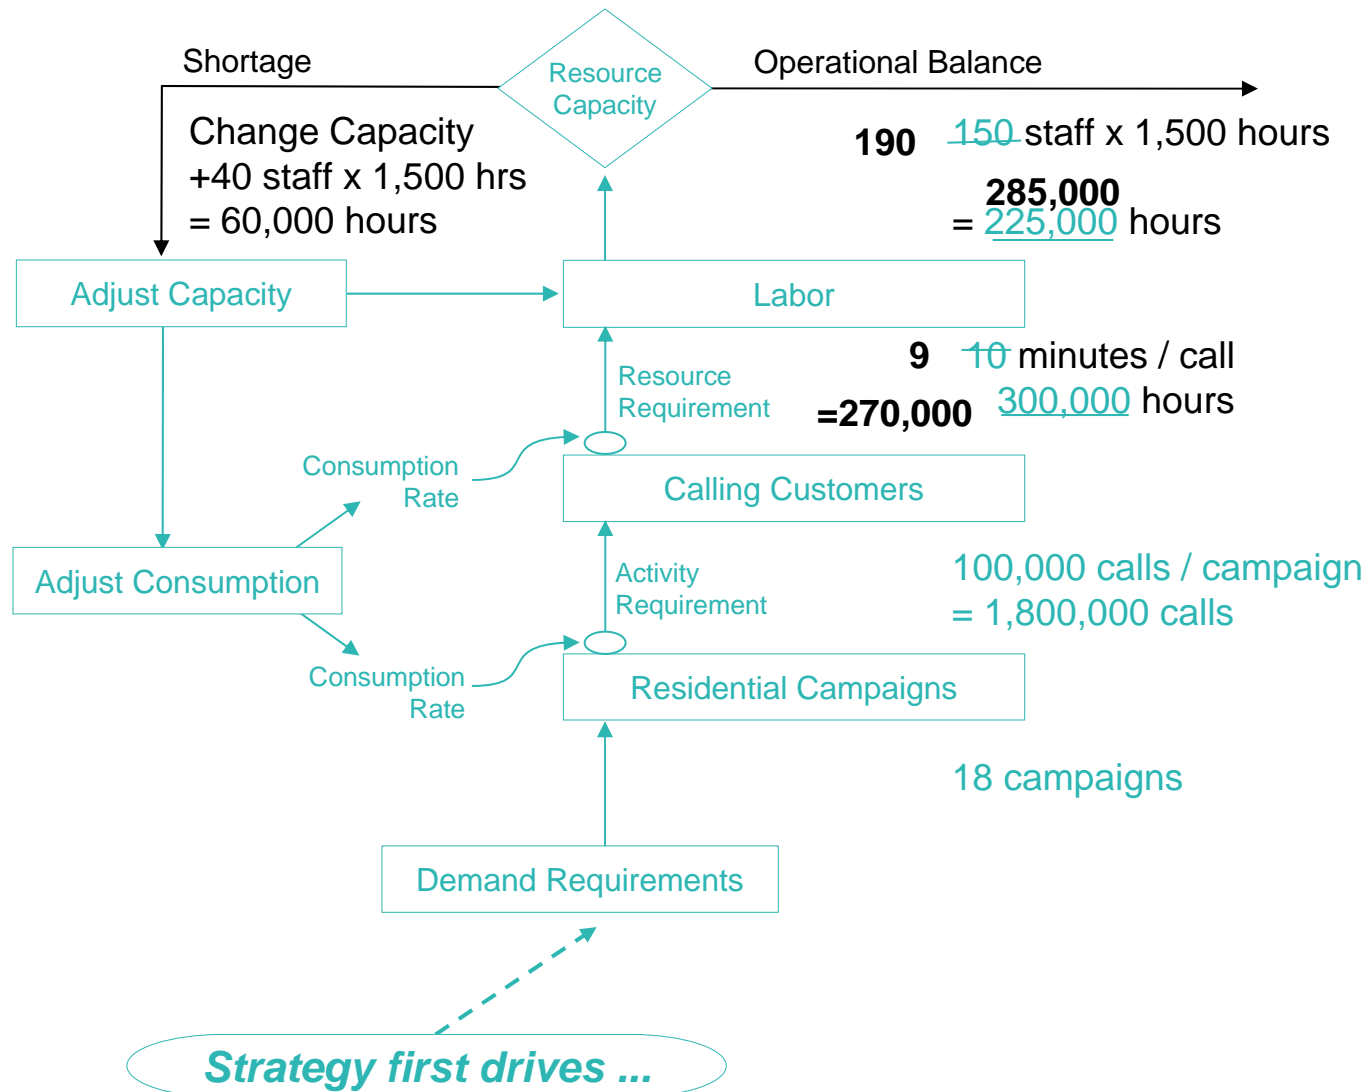 Shortage
Resource
Capacity
Operational Balance
Change Capacity
+40 staff x 1,500 hrs
= 60,000 hours
190 150 staff x 1,500 hours
285,000
= 225,000 hours
Adjust Capacity
Labor
Resource
Requirement
9 10 minutes / call
=270,000 300,000 hours
Consumption
Rate
Calling Customers
Adjust Consumption
Activity
Requirement
100,000 calls / campaign
= 1,800,000 calls
Consumption
Rate
Residential Campaigns
18 campaigns
Demand Requirements
Strategy first drives ...